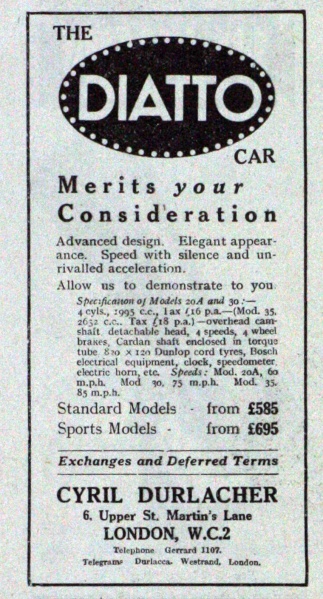 THE
DIATTO
CAR
Merits your
Consideration
Advanced design. Elegant appear-
ance. Speed with silence and un-
rivalled acceleration.
Allow us to demonstrate to you
Specification of Models 20A and 30:—
4 cyls., 1995 c.c., Tax £16 p.a.—(Mod. 35,
2632 c.c., Tax £18 p.a.)—overhead cam-
shaft detachable head, 4 speeds, 4 wheel
brakes, Cardan shaft enclosed in torque
tube. 820 x 120 Dunlop cord tyres, Bosch
electrical equipment, clock, speedometer,
electric horn, etc. Speeds: Mod. 20A, 60
m.p.h. Mod 30, 75 m.p.h. Mod. 35,
85 m.p.h.
Standard Models - from £585
Sports Models - from £695
Exchanges and Deferred Terms
CYRIL DURLACHER
6, Upper St. Martin's Lane
LONDON, W.C.2
Telephone Gerrard 1107.
Telegrams Durlacca, Westrand, London.